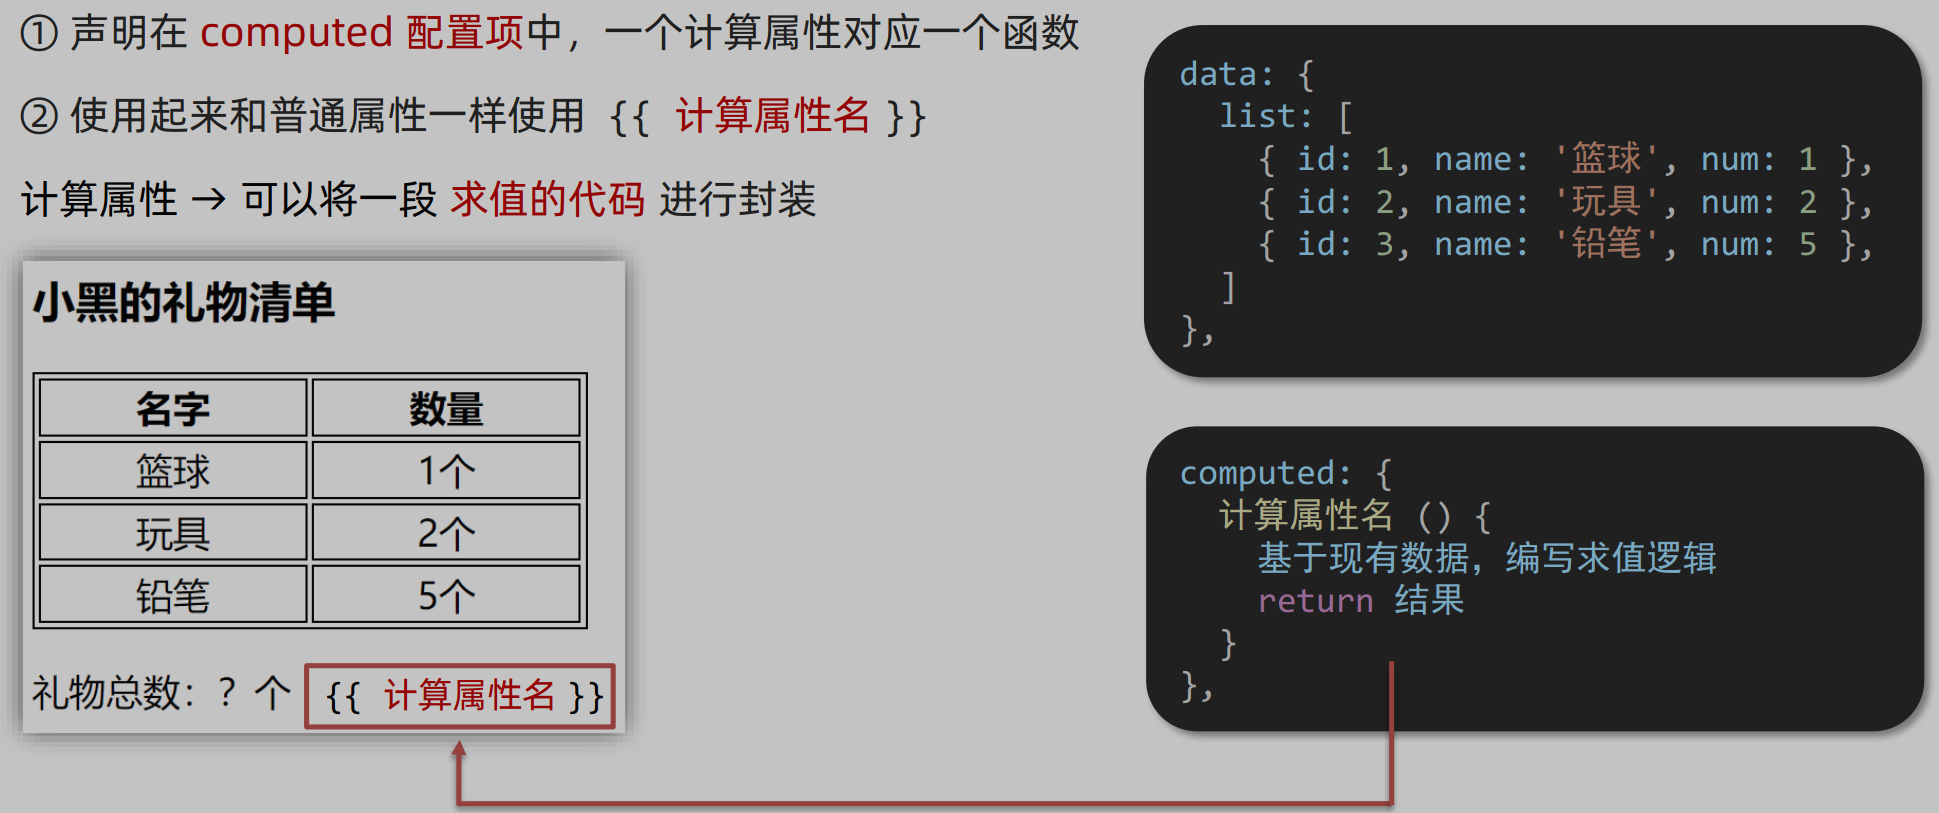 ① 声明在 computed 配置项中，一个计算属性对应一个函数
② 使用起来和普通属性一样使用 {{ 计算属性名 }}
计算属性 → 可以将一段 求值的代码 进行封装
小黑的礼物清单
名字 数量
篮球 1个
玩具 2个
铅笔 5个
礼物总数：？个 {{ 计算属性名 }}
data: {
  list: [
    { id: 1, name: '篮球', num: 1 },
    { id: 2, name: '玩具', num: 2 },
    { id: 3, name: '铅笔', num: 5 },
  ]
},
computed: {
  计算属性名 () {
    基于现有数据，编写求值逻辑
    return 结果
  }
},